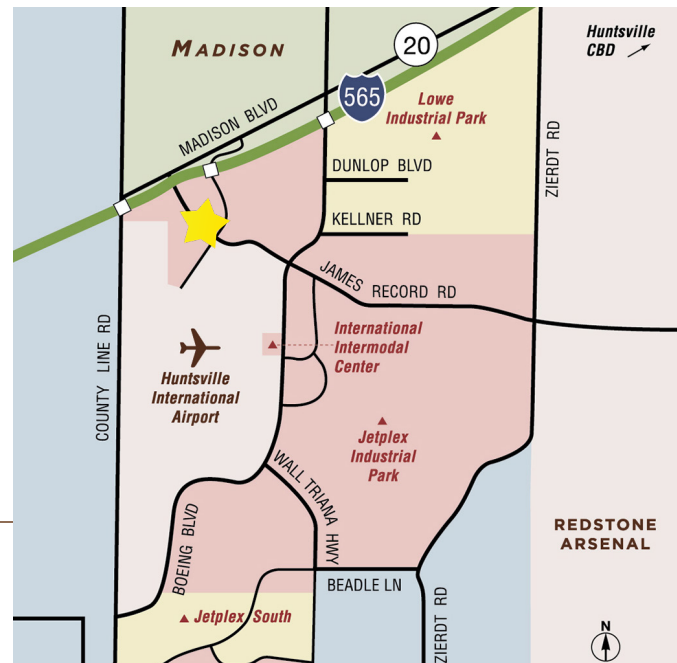 MADISON
20
Huntsville
CBD
565
MADISON BLVD
Lowe
Industrial Park
DUNLOP BLVD
ZIERDT RD
KELLNER RD
JAMES RECORD RD
COUNTY LINE RD
International
Intermodal
Center
Huntsville
International
Airport
Jetplex
Industrial
Park
WALL TRIANA HWY
BOEING BLVD
REDSTONE
ARSENAL
BEADLE LN
Jetplex South
ZIERDT RD
N